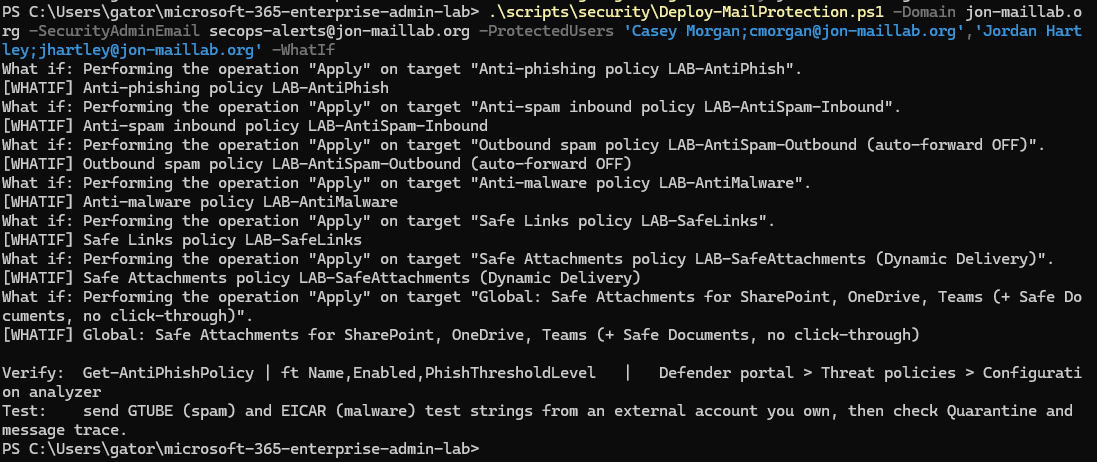 PS C:\Users\gator\microsoft-365-enterprise-admin-lab> .\scripts\security\Deploy-MailProtection.ps1 -Domain jon-maillab.o
rg -SecurityAdminEmail secops-alerts@jon-maillab.org -ProtectedUsers 'Casey Morgan;cmorgan@jon-maillab.org','Jordan Hart
ley;jhartley@jon-maillab.org' -WhatIf
What if: Performing the operation "Apply" on target "Anti-phishing policy LAB-AntiPhish".
[WHATIF] Anti-phishing policy LAB-AntiPhish
What if: Performing the operation "Apply" on target "Anti-spam inbound policy LAB-AntiSpam-Inbound".
[WHATIF] Anti-spam inbound policy LAB-AntiSpam-Inbound
What if: Performing the operation "Apply" on target "Outbound spam policy LAB-AntiSpam-Outbound (auto-forward OFF)".
[WHATIF] Outbound spam policy LAB-AntiSpam-Outbound (auto-forward OFF)
What if: Performing the operation "Apply" on target "Anti-malware policy LAB-AntiMalware".
[WHATIF] Anti-malware policy LAB-AntiMalware
What if: Performing the operation "Apply" on target "Safe Links policy LAB-SafeLinks".
[WHATIF] Safe Links policy LAB-SafeLinks
What if: Performing the operation "Apply" on target "Safe Attachments policy LAB-SafeAttachments (Dynamic Delivery)".
[WHATIF] Safe Attachments policy LAB-SafeAttachments (Dynamic Delivery)
What if: Performing the operation "Apply" on target "Global: Safe Attachments for SharePoint, OneDrive, Teams (+ Safe Do
cuments, no click-through)".
[WHATIF] Global: Safe Attachments for SharePoint, OneDrive, Teams (+ Safe Documents, no click-through)

Verify:  Get-AntiPhishPolicy | ft Name,Enabled,PhishThresholdLevel   |   Defender portal > Threat policies > Configurati
on analyzer
Test:    send GTUBE (spam) and EICAR (malware) test strings from an external account you own, then check Quarantine and
message trace.
PS C:\Users\gator\microsoft-365-enterprise-admin-lab>